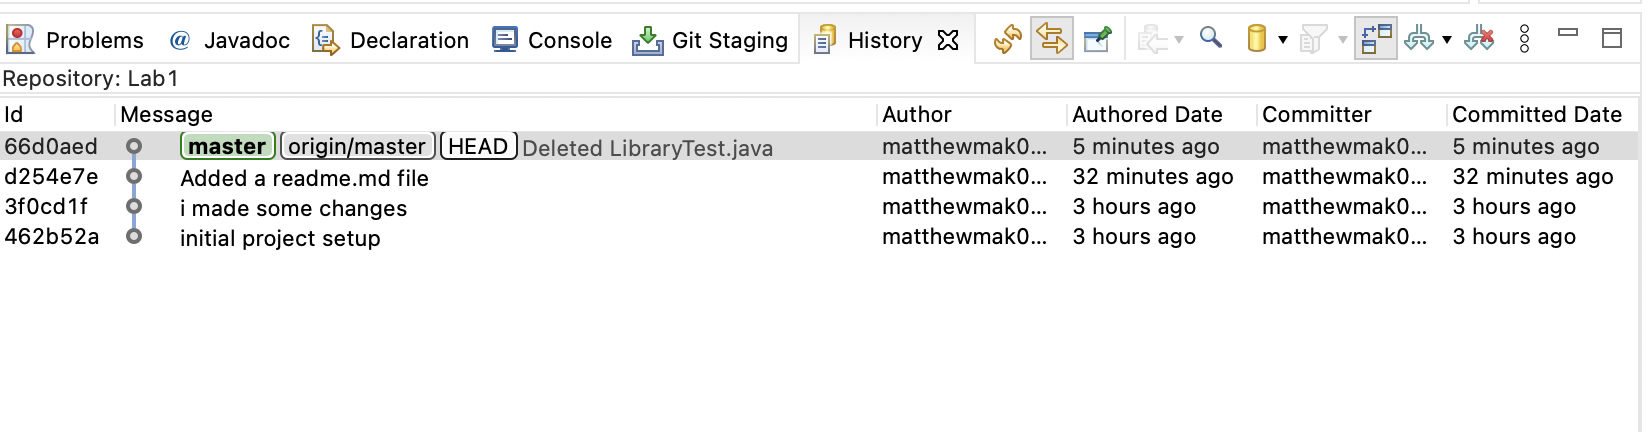 Problems @ Javadoc Declaration Console Git Staging History
Repository: Lab1
Id Message Author Authored Date Committer Committed Date
66d0aed master origin/master HEAD Deleted LibraryTest.java matthewmak0... 5 minutes ago matthewmak0... 5 minutes ago
d254e7e Added a readme.md file matthewmak0... 32 minutes ago matthewmak0... 32 minutes ago
3f0cd1f i made some changes matthewmak0... 3 hours ago matthewmak0... 3 hours ago
462b52a initial project setup matthewmak0... 3 hours ago matthewmak0... 3 hours ago